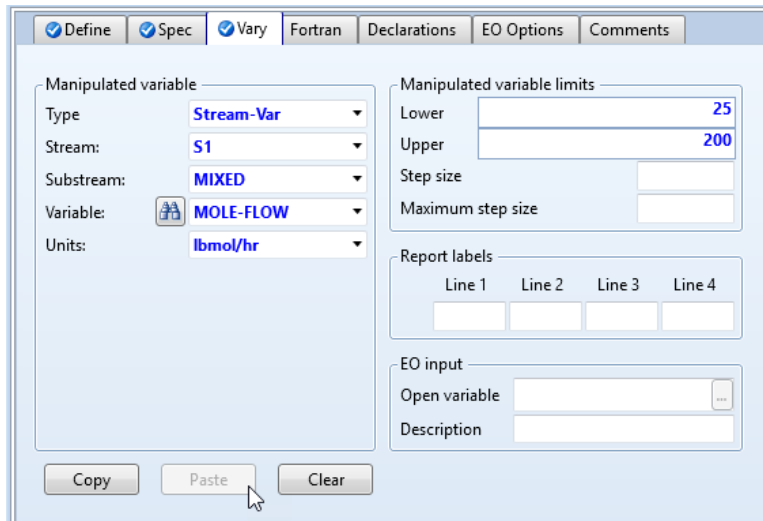 Define Spec Vary Fortran Declarations EO Options Comments
Manipulated variable
Type Stream-Var
Stream: S1
Substream: MIXED
Variable: MOLE-FLOW
Units: lbmol/hr
Manipulated variable limits
Lower 25
Upper 200
Step size
Maximum step size
Report labels
Line 1 Line 2 Line 3 Line 4
EO input
Open variable ...
Description
Copy Paste Clear